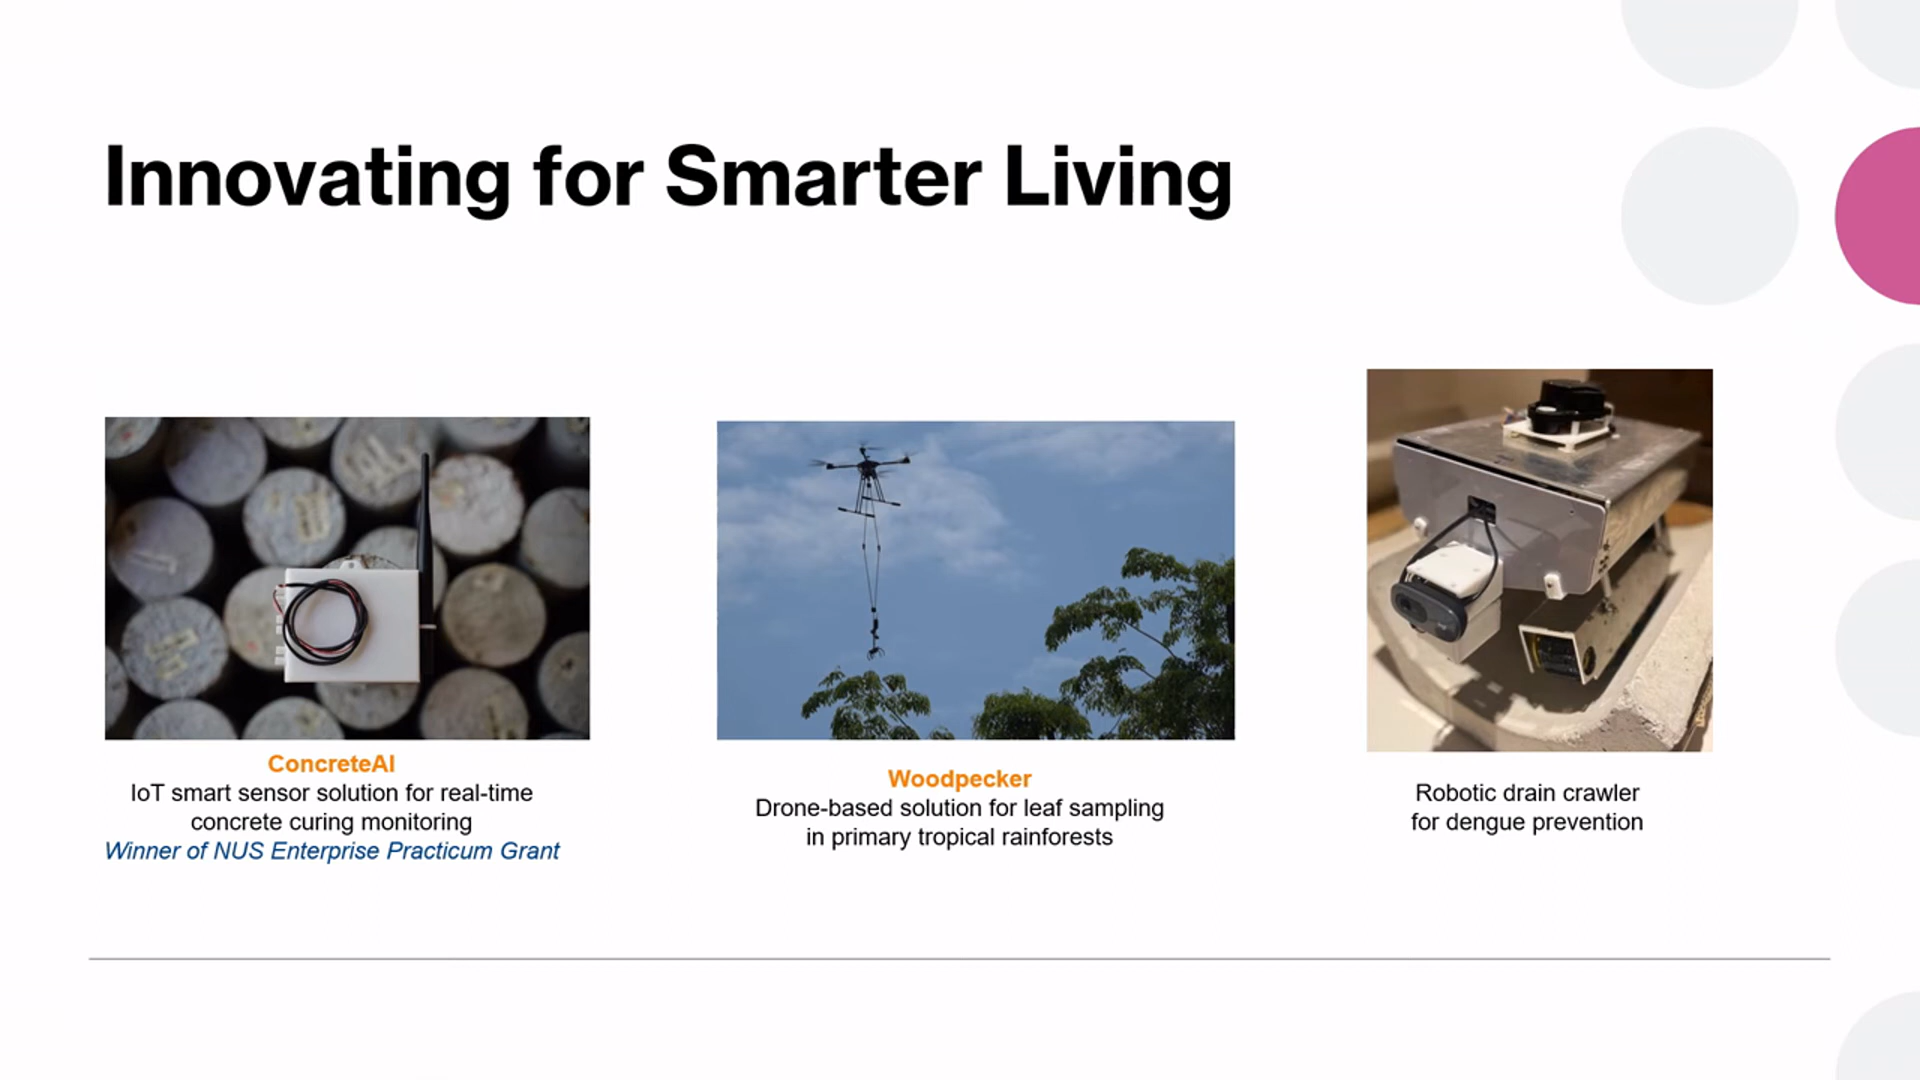 Innovating for Smarter Living
ConcreteAI
IoT smart sensor solution for real-time
concrete curing monitoring
Winner of NUS Enterprise Practicum Grant
Woodpecker
Drone-based solution for leaf sampling
in primary tropical rainforests
Robotic drain crawler
for dengue prevention